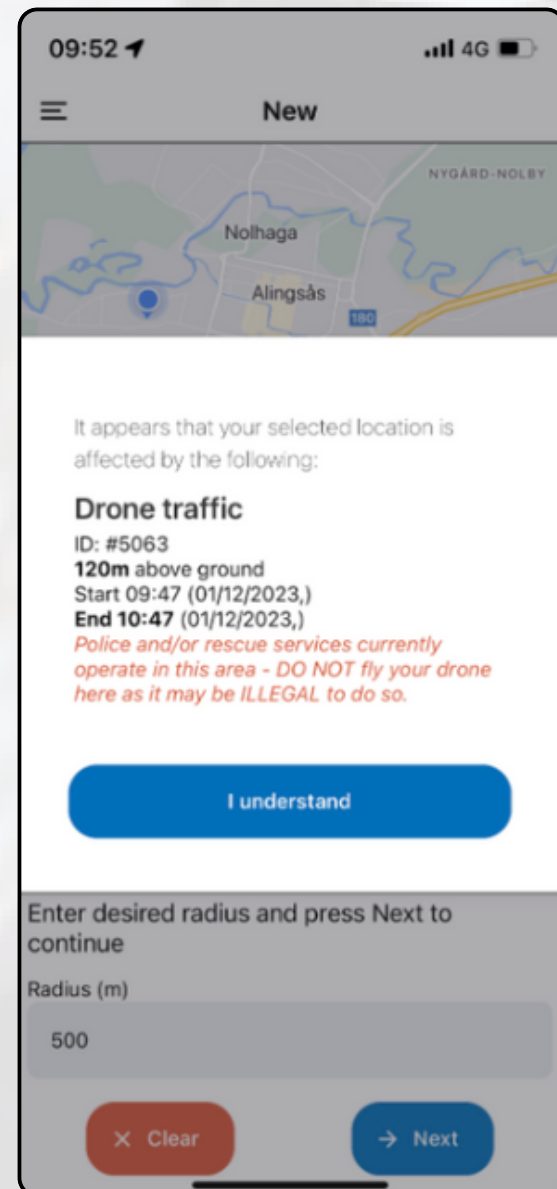 09:52
4G
New
NYGÅRD-NOLBY
Nolhaga
Alingsås
180
It appears that your selected location is
affected by the following:
Drone traffic
ID: #5063
120m above ground
Start 09:47 (01/12/2023,)
End 10:47 (01/12/2023,)
Police and/or rescue services currently
operate in this area - DO NOT fly your drone
here as it may be ILLEGAL to do so.
I understand
Enter desired radius and press Next to
continue
Radius (m)
500
Clear
Next